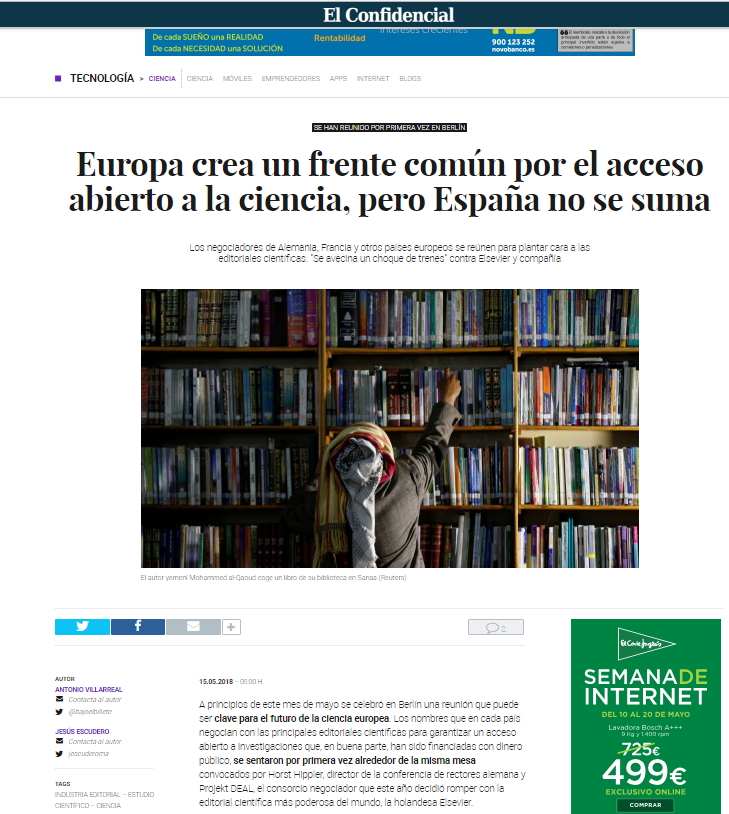 El Confidencial
De cada SUEÑO una REALIDAD
De cada NECESIDAD una SOLUCIÓN
Rentabilidad
Intereses Crecientes
900 123 252
novobanco.es
TECNOLOGÍA > CIENCIA
CIENCIA MÓVILES EMPRENDEDORES APPS INTERNET BLOGS
SE HAN REUNIDO POR PRIMERA VEZ EN BERLÍN
Europa crea un frente común por el acceso
abierto a la ciencia, pero España no se suma
Los negociadores de Alemania, Francia y otros países europeos se reúnen para plantar cara a las
editoriales científicas. "Se avecina un choque de trenes" contra Elsevier y compañía
El autor yemení Mohammed al-Qaoud coge un libro de su biblioteca en Sanaa (Reuters)
2
AUTOR
ANTONIO VILLARREAL
Contacta al autor
@bajoelbillete
JESÚS ESCUDERO
Contacta al autor
jescuderoma
TAGS
INDUSTRIA EDITORIAL – ESTUDIO
CIENTÍFICO – CIENCIA
15.05.2018 – 05:00 H.
A principios de este mes de mayo se celebró en Berlín una reunión que puede
ser clave para el futuro de la ciencia europea. Los nombres que en cada país
negocian con las principales editoriales científicas para garantizar un acceso
abierto a investigaciones que, en buena parte, han sido financiadas con dinero
público, se sentaron por primera vez alrededor de la misma mesa
convocados por Horst Hippler, director de la conferencia de rectores alemana y
Projekt DEAL, el consorcio negociador que este año decidió romper con la
editorial científica más poderosa del mundo, la holandesa Elsevier.
El Corte Inglés
SEMANA DE
INTERNET
DEL 10 AL 20 DE MAYO
Lavadora Bosch A+++
9 Kg y 1.400 rpm
725€
499€
EXCLUSIVO ONLINE
COMPRAR